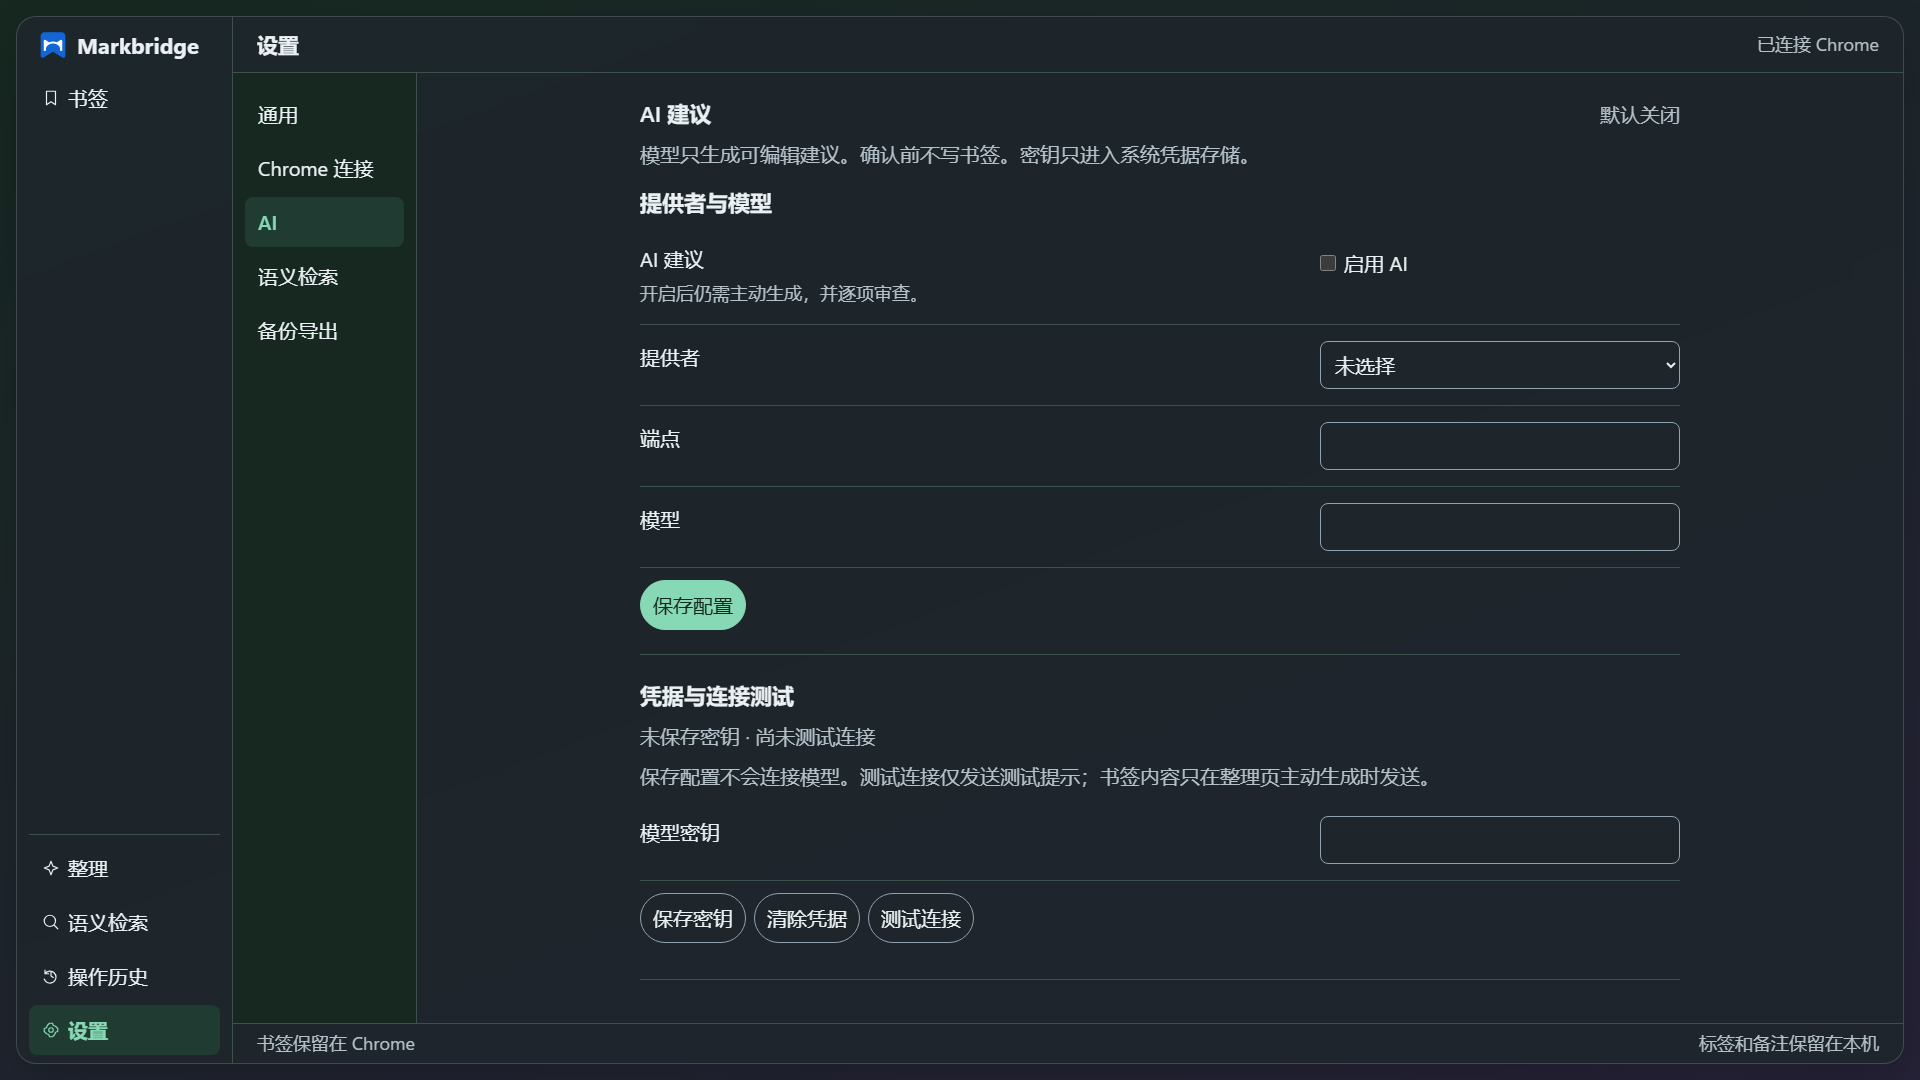 Markbridge
书签
整理
语义检索
操作历史
设置
设置
已连接 Chrome
通用
Chrome 连接
AI
语义检索
备份导出
AI 建议
默认关闭
模型只生成可编辑建议。确认前不写书签。密钥只进入系统凭据存储。
提供者与模型
AI 建议
启用 AI
开启后仍需主动生成，并逐项审查。
提供者
未选择
端点
模型
保存配置
凭据与连接测试
未保存密钥 · 尚未测试连接
保存配置不会连接模型。测试连接仅发送测试提示；书签内容只在整理页主动生成时发送。
模型密钥
保存密钥
清除凭据
测试连接
书签保留在 Chrome
标签和备注保留在本机